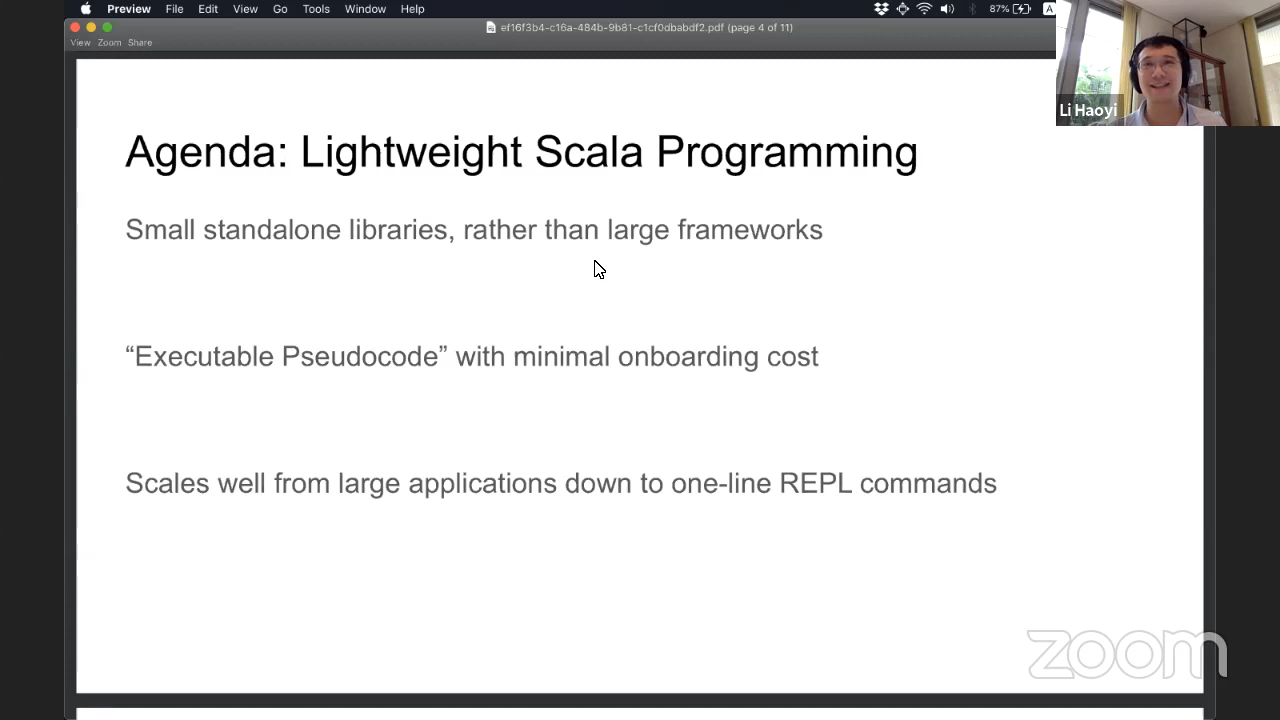 Preview File Edit View Go Tools Window Help 87% A
ef16f3b4-c16a-484b-9b81-c1cf0dbabdf2.pdf (page 4 of 11)
View Zoom Share
Li Haoyi
Agenda: Lightweight Scala Programming
Small standalone libraries, rather than large frameworks
“Executable Pseudocode” with minimal onboarding cost
Scales well from large applications down to one-line REPL commands
zoom